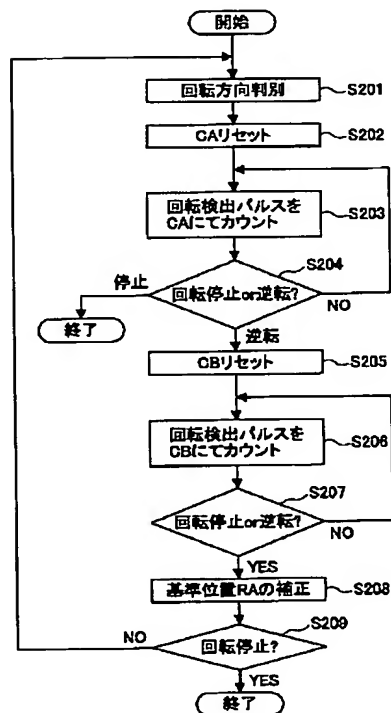 開始
回転方向判別
S201
CAリセット
S202
回転検出パルスを
CAにてカウント
S203
S204
回転停止or逆転?
停止
NO
終了
逆転
CBリセット
S205
回転検出パルスを
CBにてカウント
S206
S207
回転停止or逆転?
NO
YES
基準位置RAの補正
S208
S209
NO
回転停止?
YES
終了